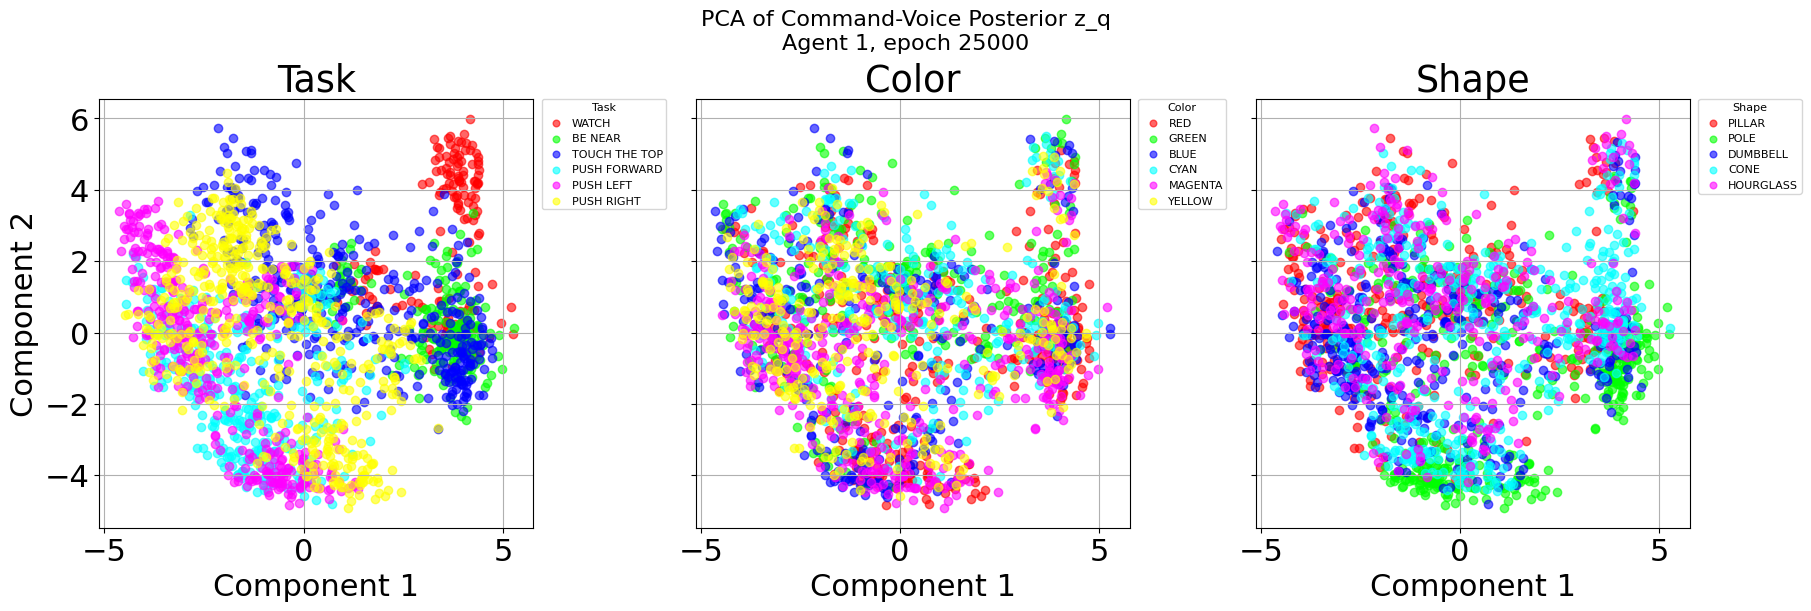 PCA of Command-Voice Posterior z_q
Agent 1, epoch 25000
Task
Color
Shape
Component 2
6
4
2
0
−2
−4
−5
0
5
Component 1
Task
WATCH
BE NEAR
TOUCH THE TOP
PUSH FORWARD
PUSH LEFT
PUSH RIGHT
−5
0
5
Component 1
Color
RED
GREEN
BLUE
CYAN
MAGENTA
YELLOW
−5
0
5
Component 1
Shape
PILLAR
POLE
DUMBBELL
CONE
HOURGLASS